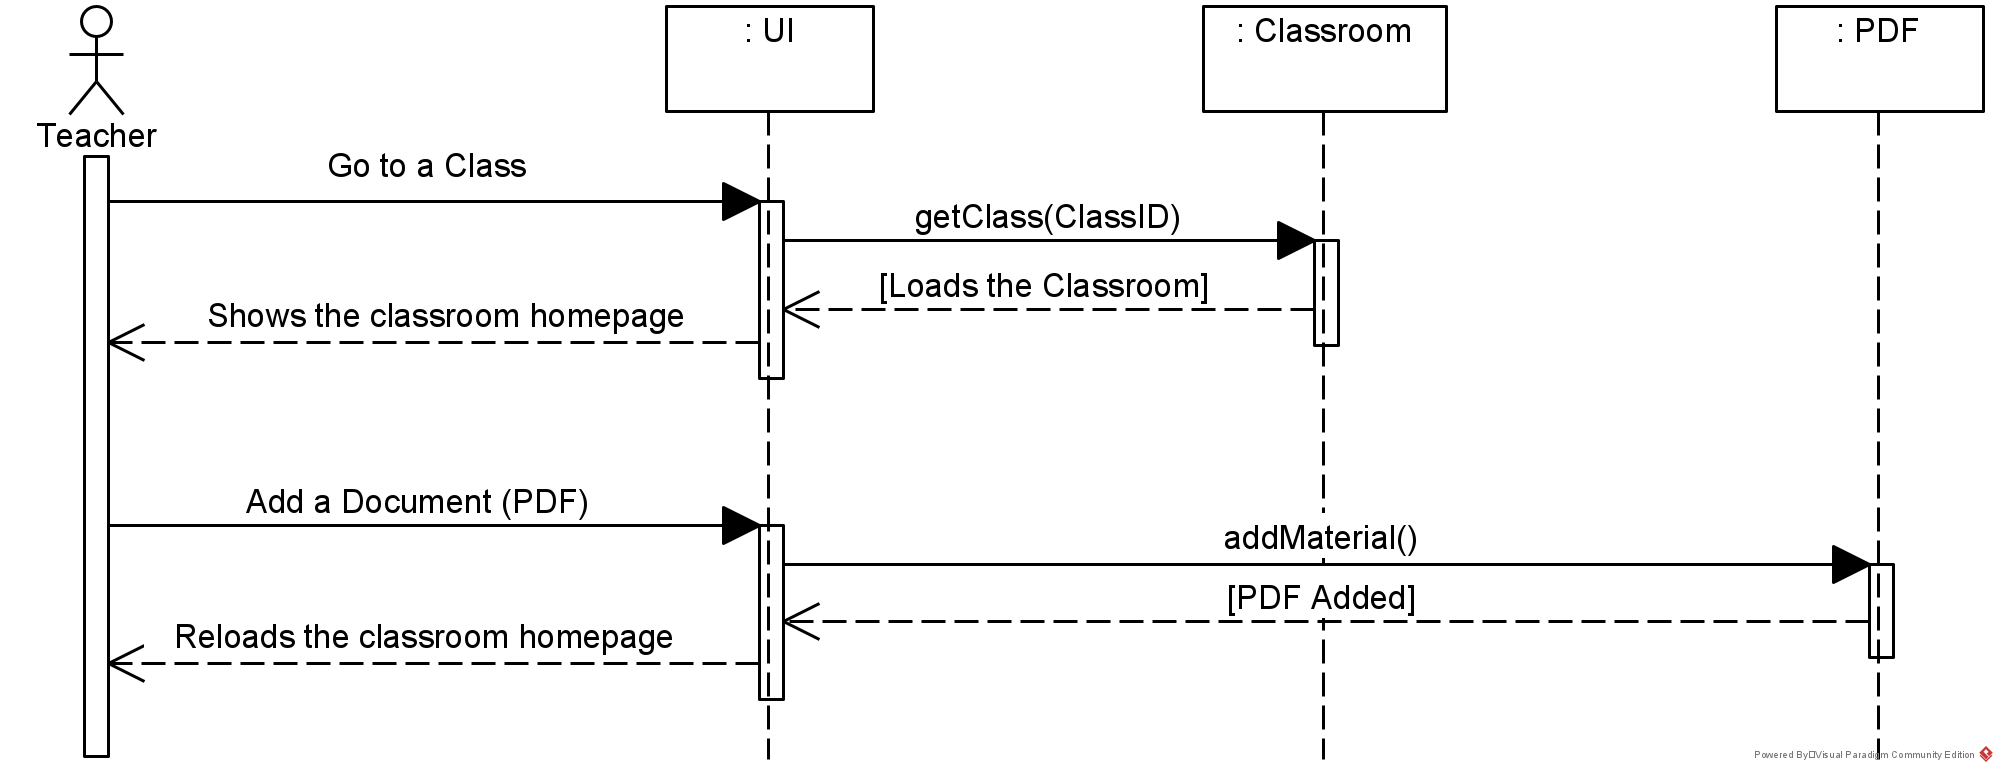 Teacher
: UI
: Classroom
: PDF
Go to a Class
getClass(ClassID)
[Loads the Classroom]
Shows the classroom homepage
Add a Document (PDF)
addMaterial()
[PDF Added]
Reloads the classroom homepage
Powered By□Visual Paradigm Community Edition